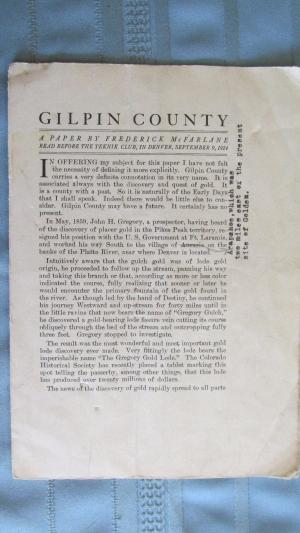 GILPIN COUNTY
A PAPER BY FREDERICK McFARLANE
READ BEFORE THE TEKNIK CLUB, IN DENVER, SEPTEMBER 9, 1924
IN OFFERING my subject for this paper I have not felt
the necessity of defining it more explicitly. Gilpin County
carries a very definite connotation in its very name. It is
associated always with the discovery and quest of gold. It
is a county with a past. So it is naturally of the Early Days
that I shall speak. Indeed there would be little else to con-
sider. Gilpin County may have a future. It certainly has no
present.
In May, 1859, John H. Gregory, a prospector, having heard
of the discovery of placer gold in the Pikes Peak territory, re-
signed his position with the U. S. Government at Ft. Laramie
and worked his way South to the village of Auraria on the
banks of the Platte River, near where Denver is located.
Intuitively aware that the gulch gold was of lode gold
origin, he proceeded to follow up the stream, panning his way
and taking this branch or that, according as more or less color
indicated the course, fully realizing that sooner or later he
would encounter the primary fountain of the gold found in
the river. As though led by the hand of Destiny, he continued
his journey Westward and up-stream for forty miles until in
the little ravine that now bears the name of "Gregory Gulch,"
he discovered a gold-bearing lode fissure vein cutting its course
obliquely through the bed of the stream and outcropping fully
three feet. Gregory stopped to investigate.
The result was the most wonderful and most important gold
lode discovery ever made. Very fittingly the lode bears the
imperishable name "The Gregory Gold Lode." The Colorado
Historical Society has recently placed a tablet marking this
spot telling the passerby, among other things, that this lode
has produced over twenty millions of dollars.
The news of the discovery of gold rapidly spread to all parts
Arapahoe, which was
two miles east of the present
site of Golden.